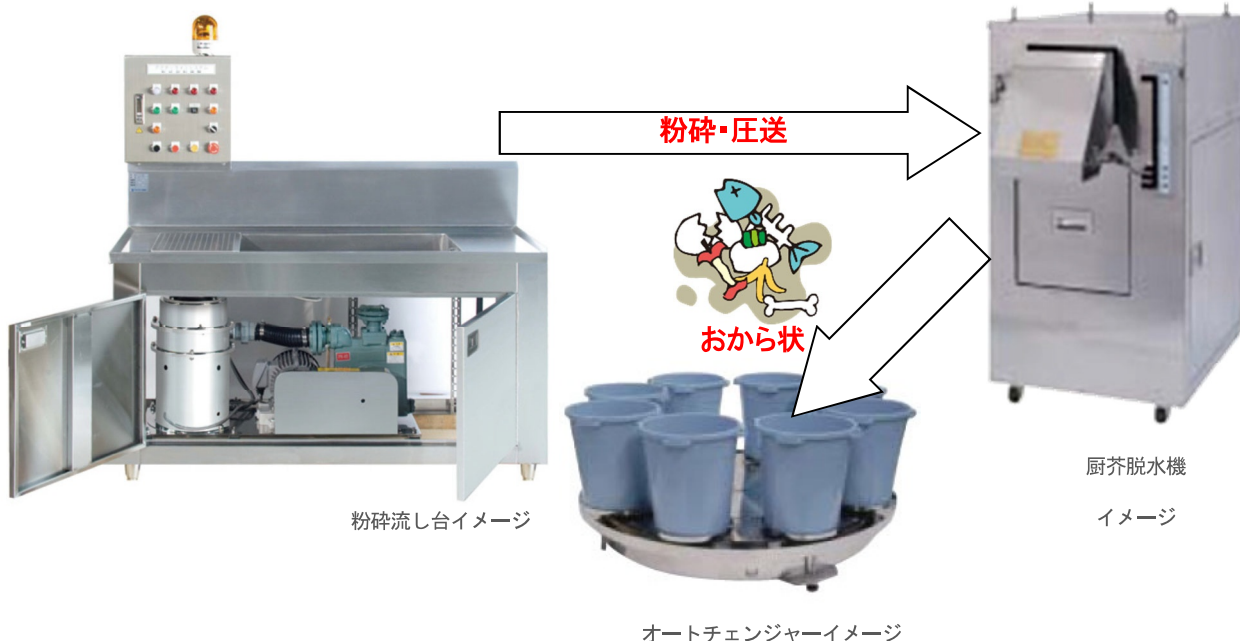 粉砕・圧送
おから状
粉砕流し台イメージ
厨芥脱水機
イメージ
オートチェンジャーイメージ